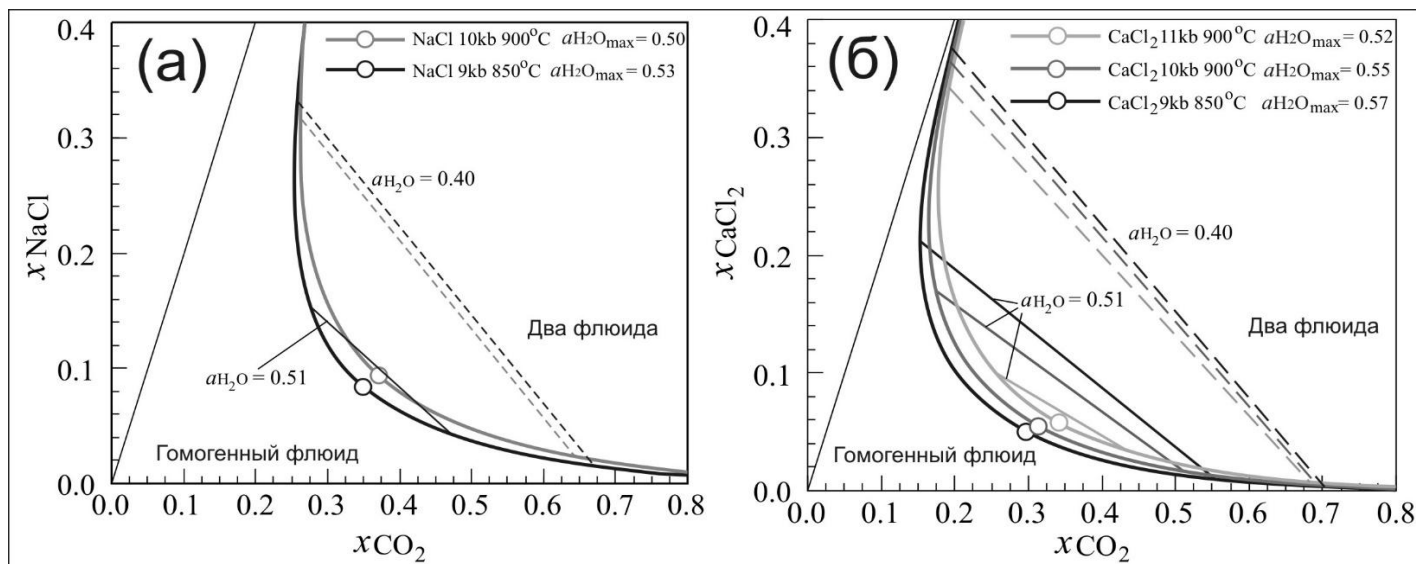 (а)
NaCl 10kb 900°C aH₂Omax = 0.50
NaCl 9kb 850°C aH₂Omax = 0.53
aH₂O = 0.40
aH₂O = 0.51
Два флюида
Гомогенный флюид
x NaCl
0.4
0.3
0.2
0.1
0.0
0.0 0.1 0.2 0.3 0.4 0.5 0.6 0.7 0.8
x CO₂
(б)
CaCl₂ 11kb 900°C aH₂Omax = 0.52
CaCl₂ 10kb 900°C aH₂Omax = 0.55
CaCl₂ 9kb 850°C aH₂Omax = 0.57
aH₂O = 0.40
aH₂O = 0.51
Два флюида
Гомогенный флюид
x CaCl₂
0.4
0.3
0.2
0.1
0.0
0.0 0.1 0.2 0.3 0.4 0.5 0.6 0.7 0.8
x CO₂